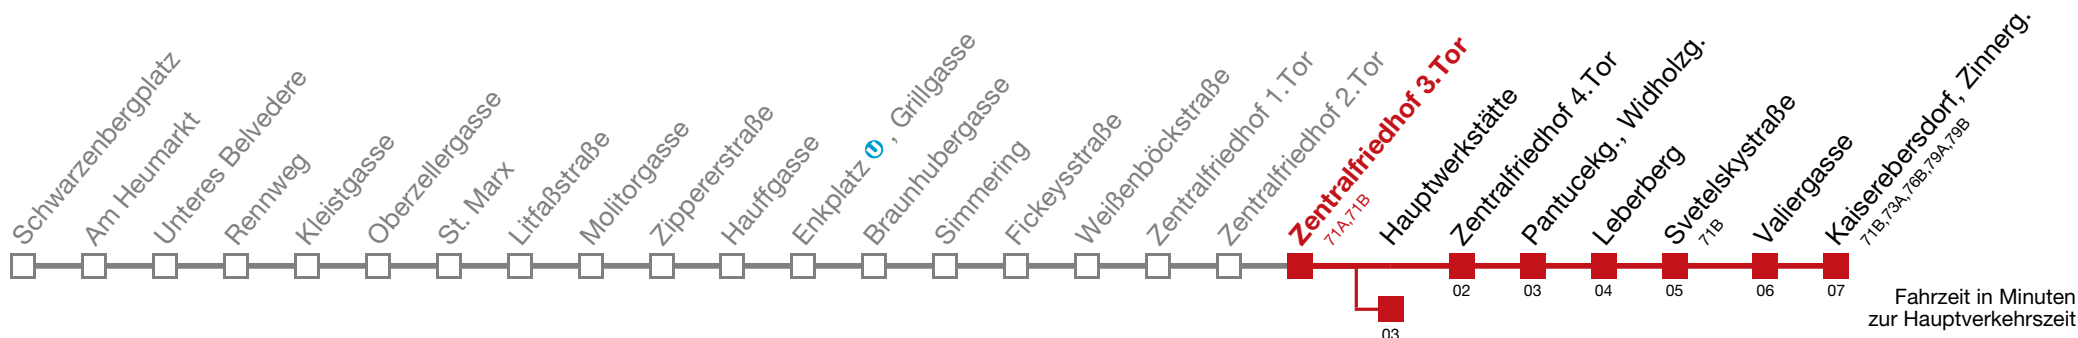 Schwarzenbergplatz
Am Heumarkt
Unteres Belvedere
Rennweg
Kleistgasse
Oberzellergasse
St. Marx
Litfaßstraße
Molitorgasse
Zippererstraße
Hauffgasse
Enkplatz U , Grillgasse
Braunhubergasse
Simmering
Fickeysstraße
Weißenböckstraße
Zentralfriedhof 1.Tor
Zentralfriedhof 2.Tor
Zentralfriedhof 3.Tor
71A,71B
Hauptwerkstätte
Zentralfriedhof 4.Tor
Pantucekg., Widholzg.
Leberberg
Svetelskystraße
71B
Valiergasse
Kaiserebersdorf, Zinnerg.
71B,73A,76B,79A,79B
02 03 04 05 06 07
03
Fahrzeit in Minuten
zur Hauptverkehrszeit